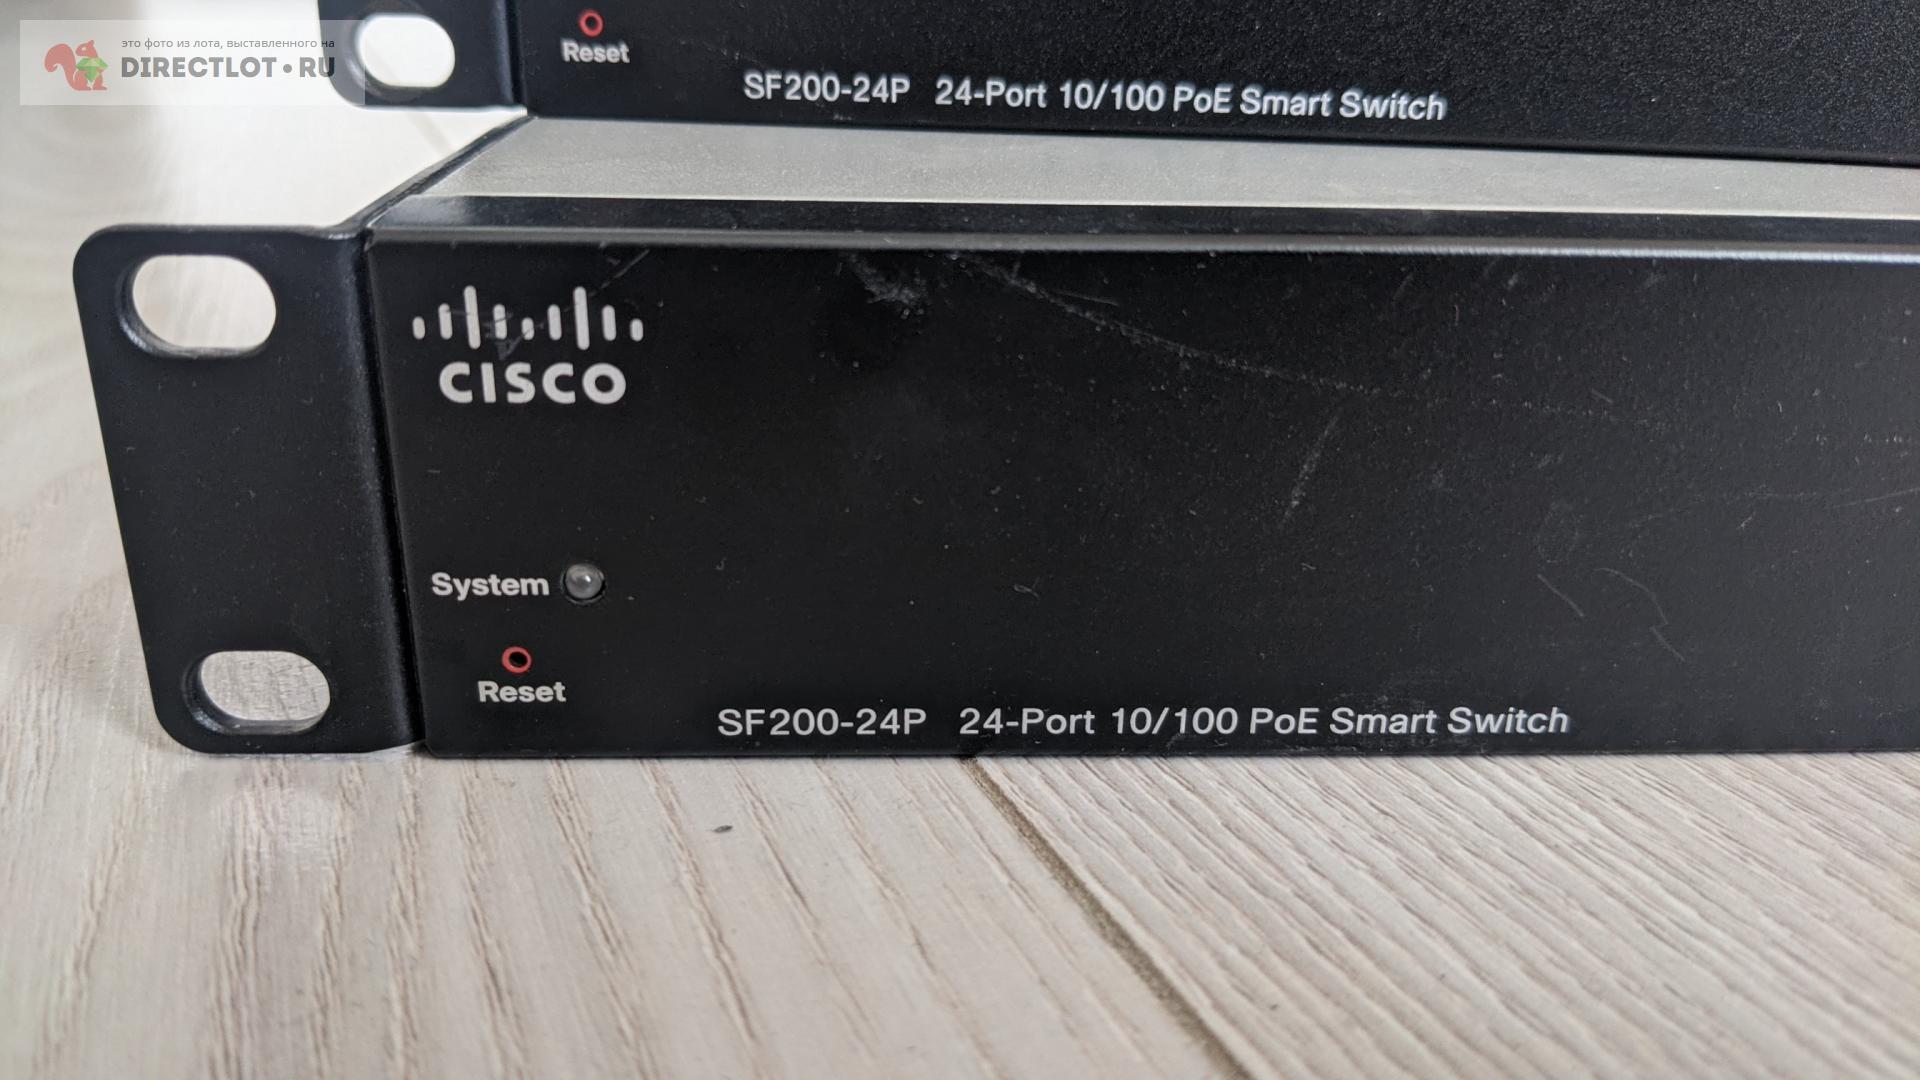 это фото из лота, выставленного на
DIRECTLOT•RU
Reset
SF200-24P 24-Port 10/100 PoE Smart Switch
CISCO
System
Reset
SF200-24P 24-Port 10/100 PoE Smart Switch